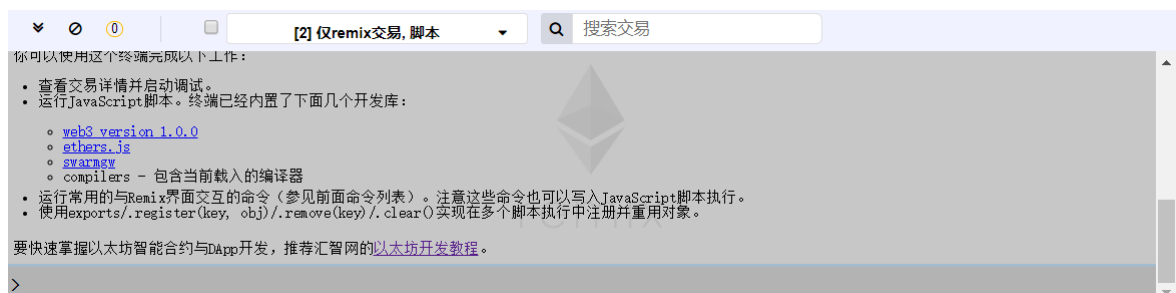 0
[2] 仅remix交易, 脚本
搜索交易
你可以使用这个终端完成以下工作：
查看交易详情并启动调试。
运行JavaScript脚本。终端已经内置了下面几个开发库：
web3 version 1.0.0
ethers.js
swarmgw
compilers - 包含当前载入的编译器
运行常用的与Remix界面交互的命令（参见前面命令列表）。注意这些命令也可以写入JavaScript脚本执行。
使用exports/.register(key, obj)/.remove(key)/.clear()实现在多个脚本执行中注册并重用对象。
要快速掌握以太坊智能合约与DApp开发，推荐汇智网的以太坊开发教程。
>